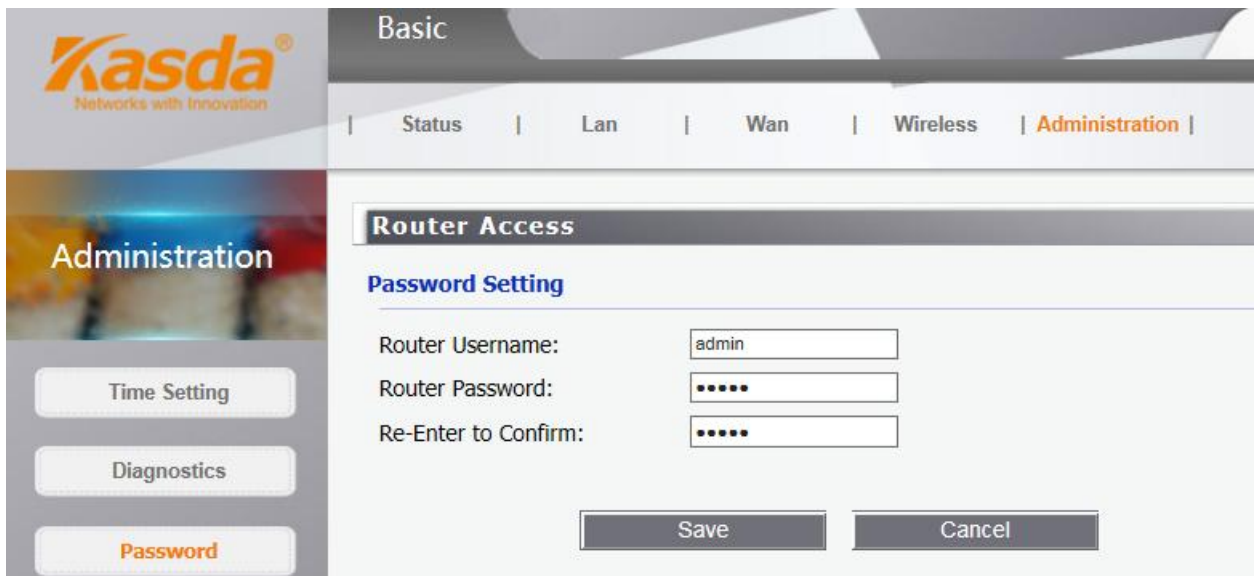 Kasda®
Networks with Innovation
Basic
| Status | Lan | Wan | Wireless | Administration |
Administration
Time Setting
Diagnostics
Password
Router Access
Password Setting
Router Username: admin
Router Password: •••••
Re-Enter to Confirm: •••••
Save Cancel